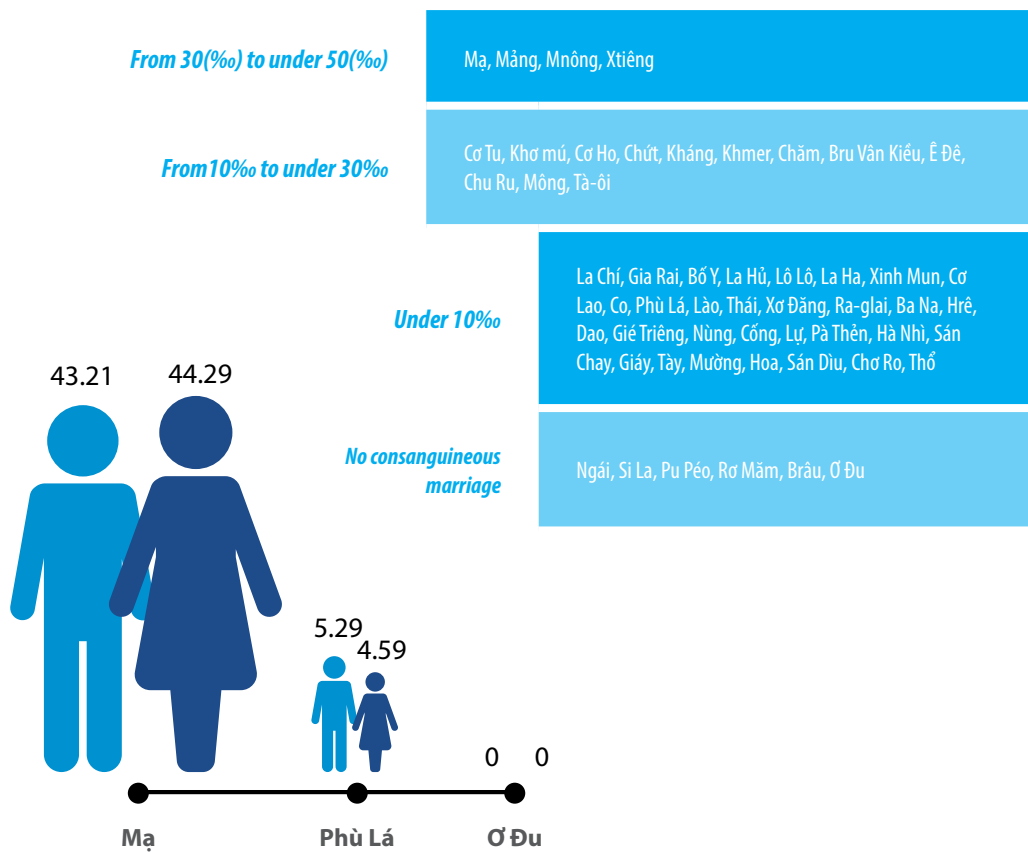 From 30(‰) to under 50(‰)
Mạ, Mảng, Mnông, Xtiêng
From10‰ to under 30‰
Cơ Tu, Khơ mú, Cơ Ho, Chứt, Kháng, Khmer, Chăm, Bru Vân Kiều, Ê Đê,
Chu Ru, Mông, Tà-ôi
Under 10‰
La Chí, Gia Rai, Bố Y, La Hủ, Lô Lô, La Ha, Xinh Mun, Cơ
Lao, Co, Phù Lá, Lào, Thái, Xơ Đăng, Ra-glai, Ba Na, Hrê,
Dao, Gié Triêng, Nùng, Cống, Lự, Pà Thẻn, Hà Nhì, Sán
Chay, Giáy, Tày, Mường, Hoa, Sán Dìu, Chơ Ro, Thổ
No consanguineous
marriage
Ngái, Si La, Pu Péo, Rơ Măm, Brâu, Ơ Đu
43.21
44.29
5.29
4.59
0
0
Mạ
Phù Lá
Ơ Đu